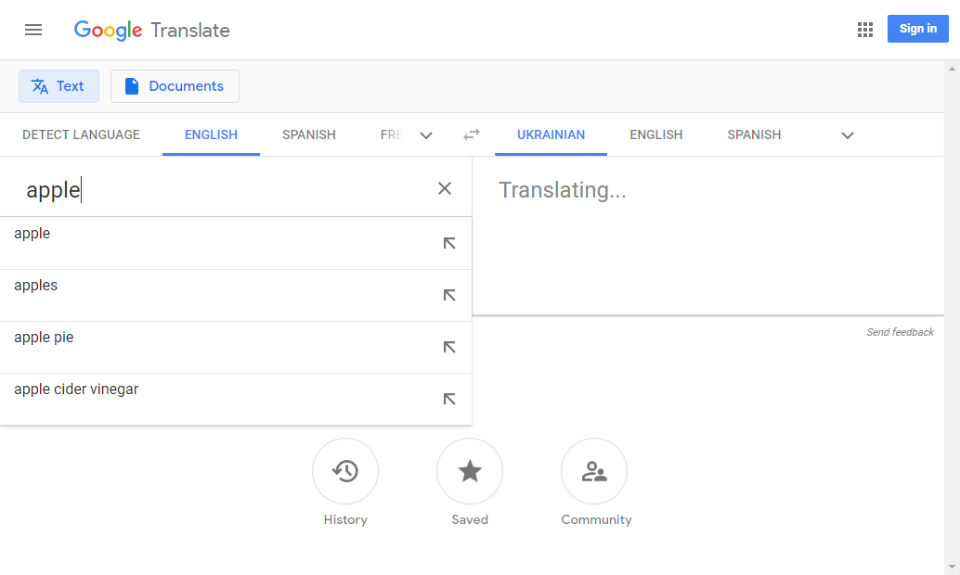 Google Translate
Sign in
Text
Documents
DETECT LANGUAGE
ENGLISH
SPANISH
FRE
UKRAINIAN
ENGLISH
SPANISH
apple
Translating...
apple
apples
apple pie
apple cider vinegar
Send feedback
History
Saved
Community